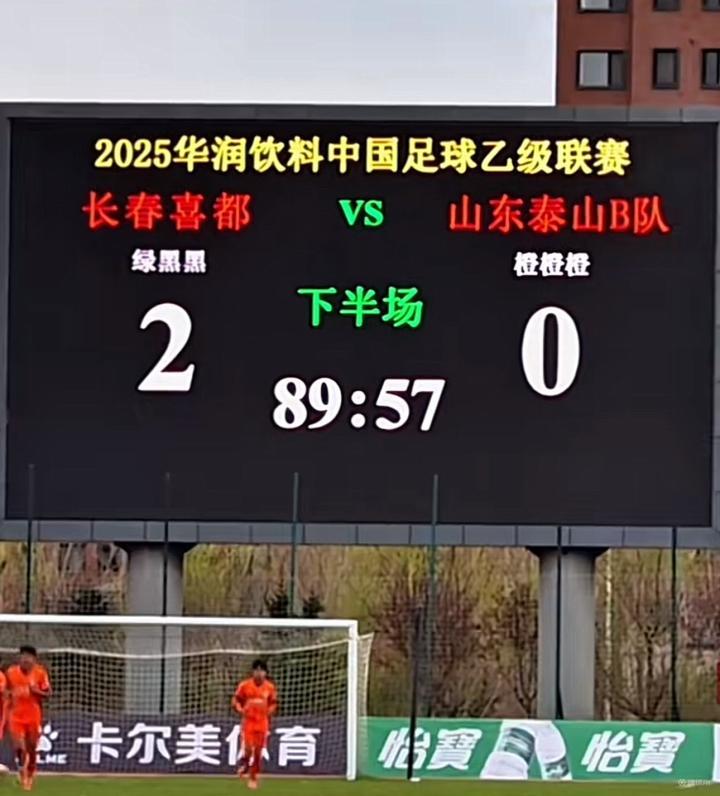 2025华润饮料中国足球乙级联赛
长春喜都 VS 山东泰山B队
绿黑黑 橙橙橙
下半场
2 0
89:57
卡尔美体育
怡寶 怡寶